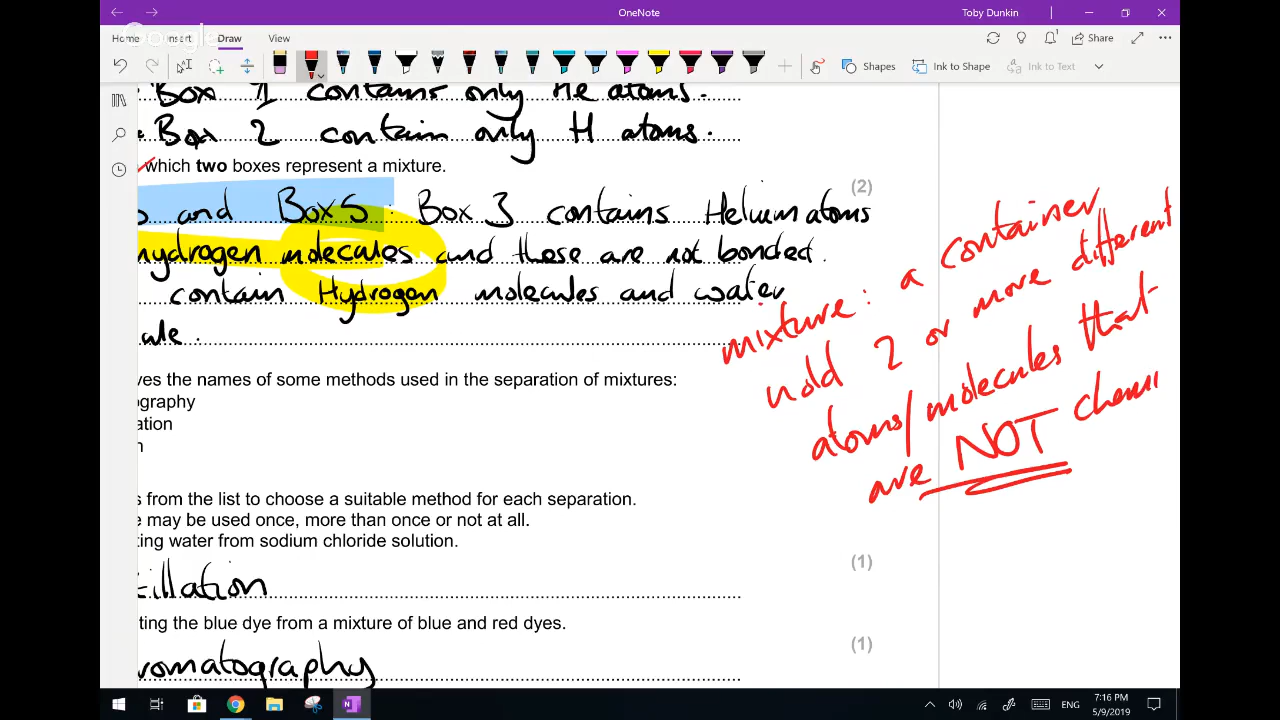 OneNote
Toby Dunkin
Google
Home
Draw
View
Share
Shapes
Ink to Shape
Ink to Text
Box 1 contains only He atoms.
Box 2 contain only H atoms.
which two boxes represent a mixture.
(2)
and Box 5 : Box 3 contains Helium atoms
hydrogen molecules and these are not bonded.
contain Hydrogen molecules and water
ule.
mixture: a container
hold 2 or more different
atoms/molecules that
are NOT chemi
ves the names of some methods used in the separation of mixtures:
ography
ation
n
s from the list to choose a suitable method for each separation.
e may be used once, more than once or not at all.
ting water from sodium chloride solution.
(1)
tillation
ting the blue dye from a mixture of blue and red dyes.
(1)
romatography
ENG
7:16 PM
5/9/2019